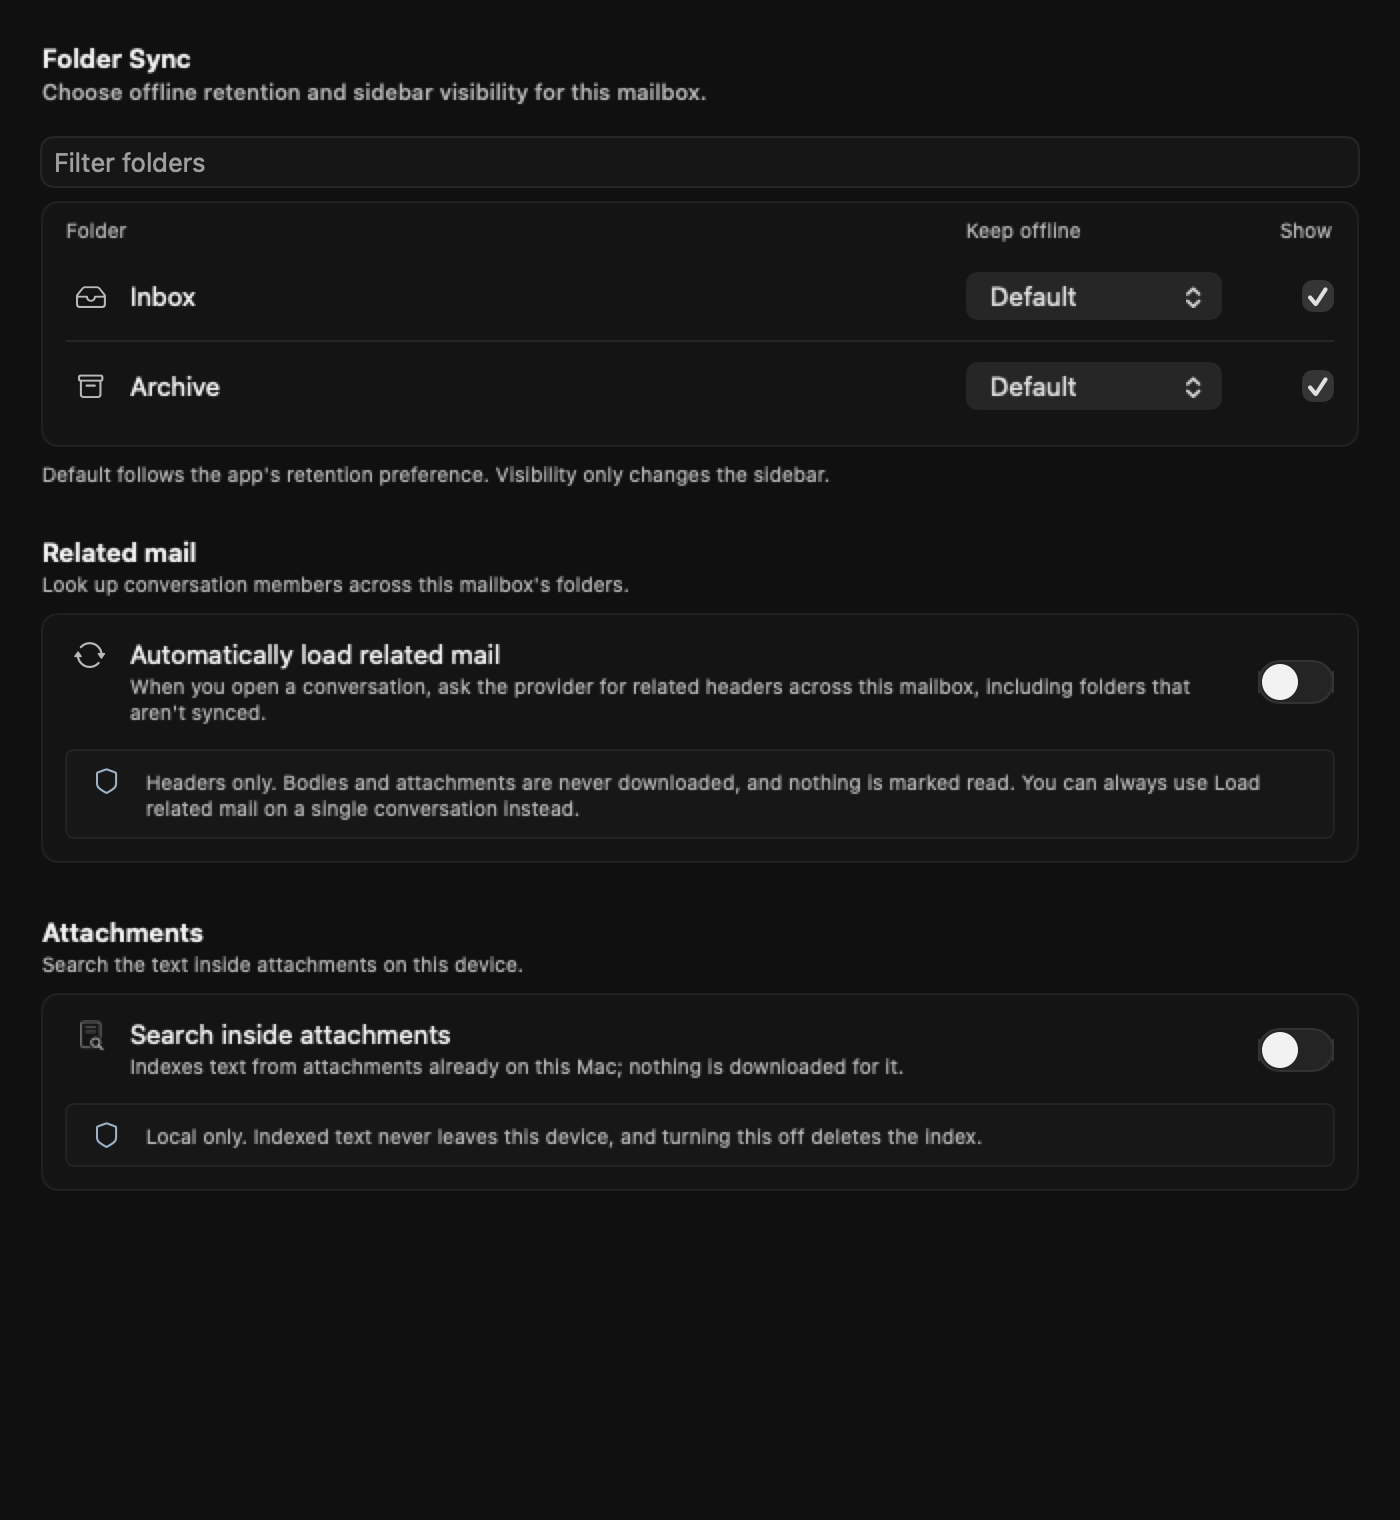 Folder Sync
Choose offline retention and sidebar visibility for this mailbox.
Filter folders
Folder Keep offline Show
Inbox Default
Archive Default
Default follows the app's retention preference. Visibility only changes the sidebar.
Related mail
Look up conversation members across this mailbox's folders.
Automatically load related mail
When you open a conversation, ask the provider for related headers across this mailbox, including folders that
aren't synced.
Headers only. Bodies and attachments are never downloaded, and nothing is marked read. You can always use Load
related mail on a single conversation instead.
Attachments
Search the text inside attachments on this device.
Search inside attachments
Indexes text from attachments already on this Mac; nothing is downloaded for it.
Local only. Indexed text never leaves this device, and turning this off deletes the index.